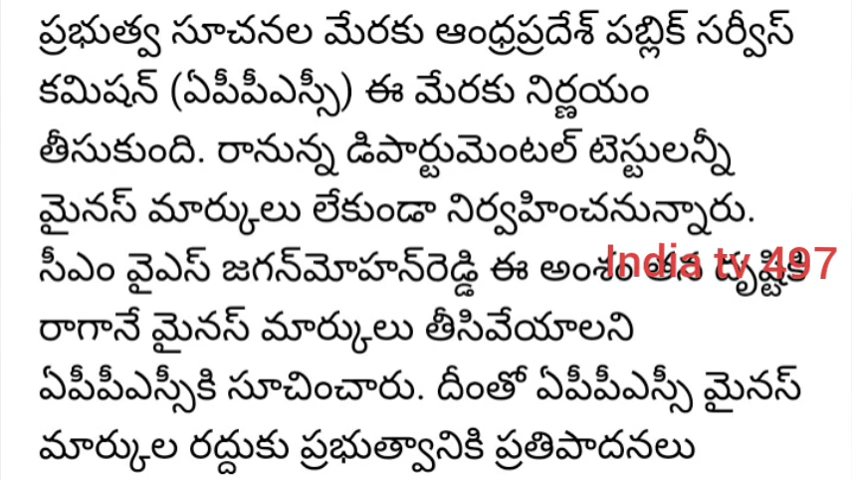 ప్రభుత్వ సూచనల మేరకు ఆంధ్రప్రదేశ్ పబ్లిక్ సర్వీస్
కమిషన్ (ఏపీపీఎస్సీ) ఈ మేరకు నిర్ణయం
తీసుకుంది. రానున్న డిపార్టుమెంటల్ టెస్టులన్నీ
మైనస్ మార్కులు లేకుండా నిర్వహించనున్నారు.
సీఎం వైఎస్ జగన్‌మోహన్‌రెడ్డి ఈ అంశం తన దృష్టికి
India tv 497
రాగానే మైనస్ మార్కులు తీసివేయాలని
ఏపీపీఎస్సీకి సూచించారు. దీంతో ఏపీపీఎస్సీ మైనస్
మార్కుల రద్దుకు ప్రభుత్వానికి ప్రతిపాదనలు